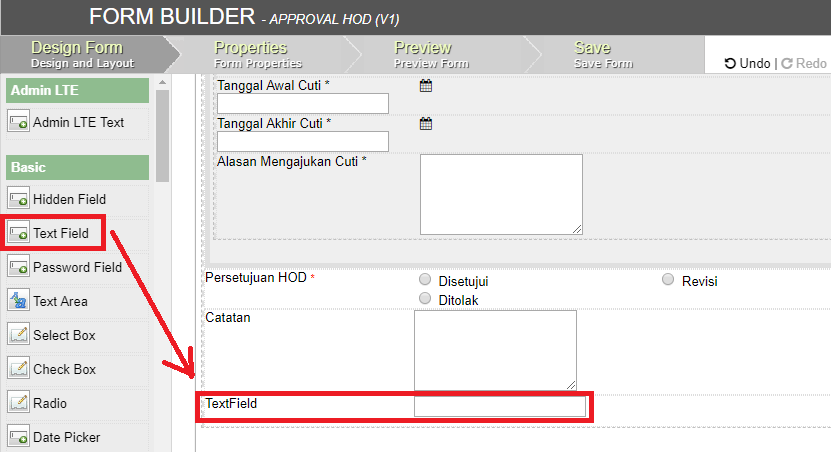 FORM BUILDER - APPROVAL HOD (V1)
Design Form
Design and Layout
Properties
Form Properties
Preview
Preview Form
Save
Save Form
Undo | Redo
Admin LTE
Admin LTE Text
Basic
Hidden Field
Text Field
Password Field
Text Area
Select Box
Check Box
Radio
Date Picker
Tanggal Awal Cuti *
Tanggal Akhir Cuti *
Alasan Mengajukan Cuti *
Persetujuan HOD *
Disetujui
Revisi
Ditolak
Catatan
TextField